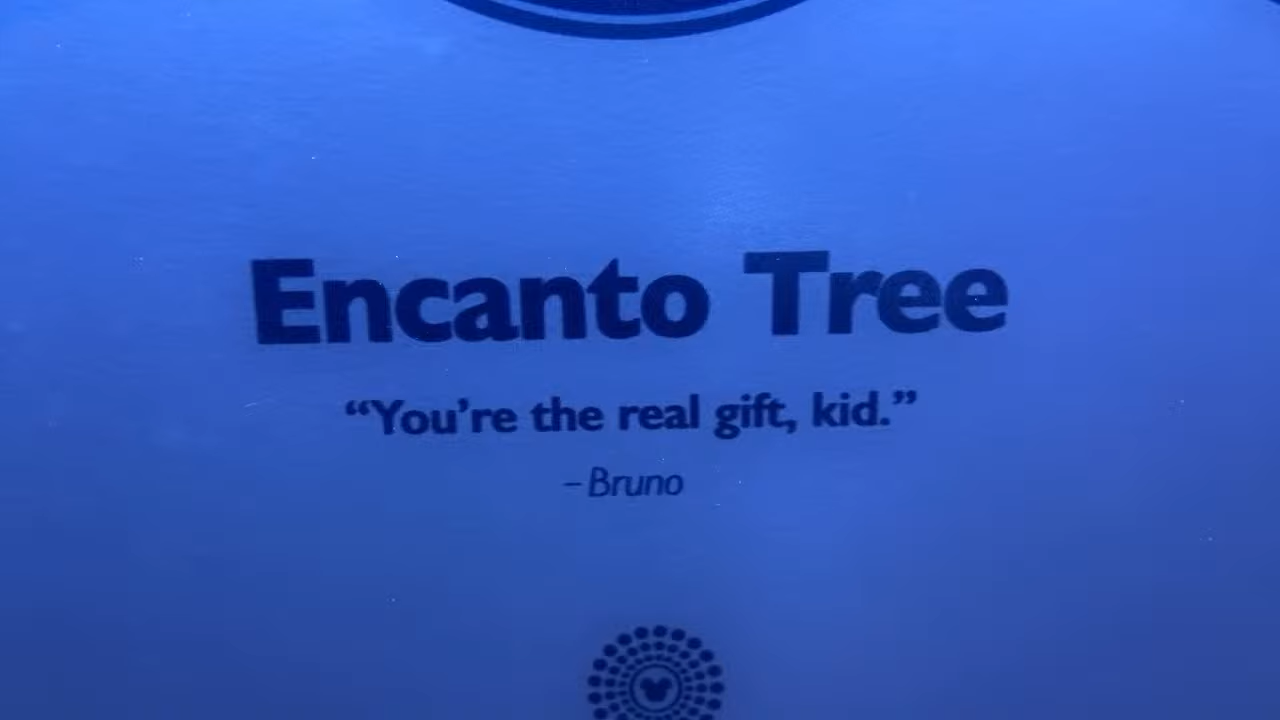 Encanto Tree
“You’re the real gift, kid.”
– Bruno